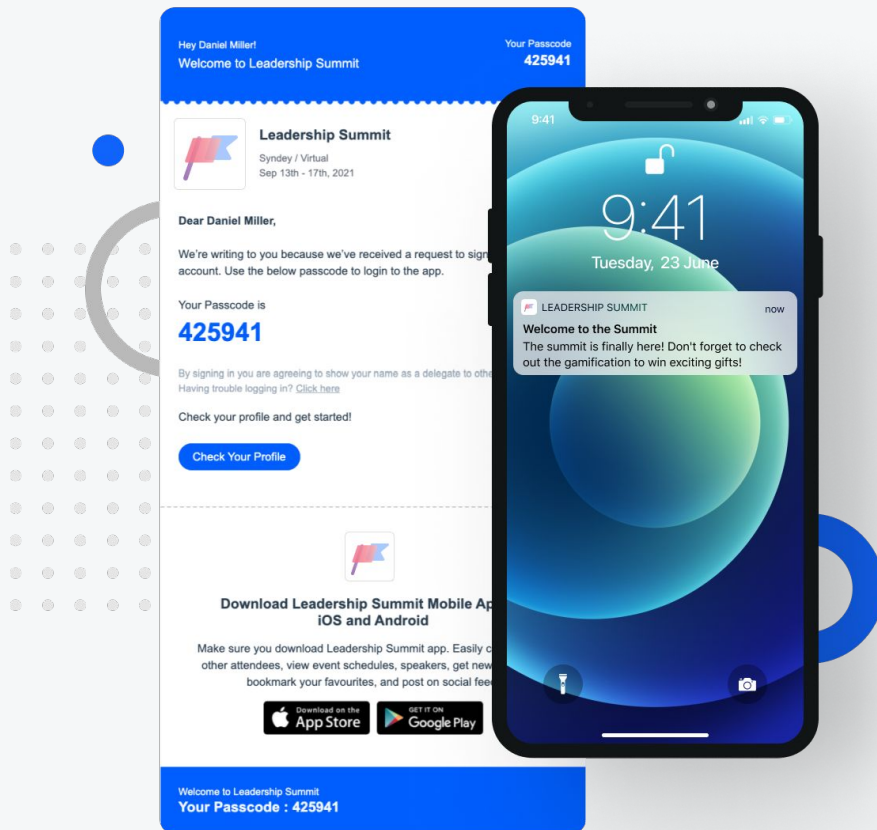 Hey Daniel Miller!
Welcome to Leadership Summit
Your Passcode
425941
Leadership Summit
Syndey / Virtual
Sep 13th - 17th, 2021
Dear Daniel Miller,
We're writing to you because we've received a request to sign
account. Use the below passcode to login to the app.
Your Passcode is
425941
By signing in you are agreeing to show your name as a delegate to
Having trouble logging in? Click here
Check your profile and get started!
Check Your Profile
Download Leadership Summit Mobile
iOS and Android
Make sure you download Leadership Summit app. Easily
other attendees, view event schedules, speakers, get
bookmark your favourites, and post on social
Download on the
App Store
GET IT ON
Google Play
Welcome to Leadership Summit
Your Passcode : 425941
9:41
9:41
Tuesday, 23 June
LEADERSHIP SUMMIT
now
Welcome to the Summit
The summit is finally here! Don't forget to check
out the gamification to win exciting gifts!